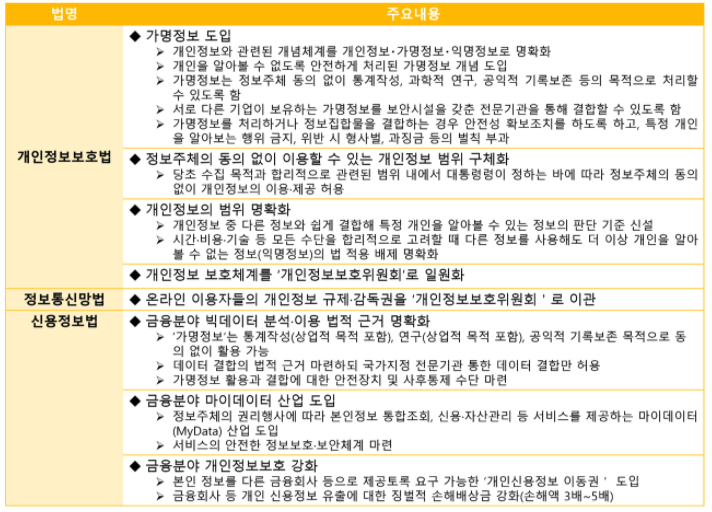 법명 주요내용
개인정보보호법
◆ 가명정보 도입
➢ 개인정보와 관련된 개념체계를 개인정보·가명정보·익명정보로 명확화
➢ 개인을 알아볼 수 없도록 안전하게 처리된 가명정보 개념 도입
➢ 가명정보는 정보주체 동의 없이 통계작성, 과학적 연구, 공익적 기록보존 등의 목적으로 처리할
수 있도록 함
➢ 서로 다른 기업이 보유하는 가명정보를 보안시설을 갖춘 전문기관을 통해 결합할 수 있도록 함
➢ 가명정보를 처리하거나 정보집합물을 결합하는 경우 안전성 확보조치를 하도록 하고, 특정 개인
을 알아보는 행위 금지, 위반 시 형사벌, 과징금 등의 벌칙 부과
◆ 정보주체의 동의 없이 이용할 수 있는 개인정보 범위 구체화
➢ 당초 수집 목적과 합리적으로 관련된 범위 내에서 대통령령이 정하는 바에 따라 정보주체의 동의
없이 개인정보의 이용·제공 허용
◆ 개인정보의 범위 명확화
➢ 개인정보 중 다른 정보와 쉽게 결합해 특정 개인을 알아볼 수 있는 정보의 판단 기준 신설
➢ 시간·비용·기술 등 모든 수단을 합리적으로 고려할 때 다른 정보를 사용해도 더 이상 개인을 알아
볼 수 없는 정보(익명정보)의 법 적용 배제 명확화
◆ 개인정보 보호체계를 '개인정보보호위원회'로 일원화
정보통신망법 ◆ 온라인 이용자들의 개인정보 규제·감독권을 '개인정보보호위원회 ' 로 이관
신용정보법
◆ 금융분야 빅데이터 분석·이용 법적 근거 명확화
➢ '가명정보'는 통계작성(상업적 목적 포함), 연구(상업적 목적 포함), 공익적 기록보존 목적으로 동
의 없이 활용 가능
➢ 데이터 결합의 법적 근거 마련하되 국가지정 전문기관 통한 데이터 결합만 허용
➢ 가명정보 활용과 결합에 대한 안전장치 및 사후통제 수단 마련
◆ 금융분야 마이데이터 산업 도입
➢ 정보주체의 권리행사에 따라 본인정보 통합조회, 신용·자산관리 등 서비스를 제공하는 마이데이터
(MyData) 산업 도입
➢ 서비스의 안전한 정보보호·보안체계 마련
◆ 금융분야 개인정보보호 강화
➢ 본인 정보를 다른 금융회사 등으로 제공토록 요구 가능한 '개인신용정보 이동권 ' 도입
➢ 금융회사 등 개인 신용정보 유출에 대한 징벌적 손해배상금 강화(손해액 3배~5배)